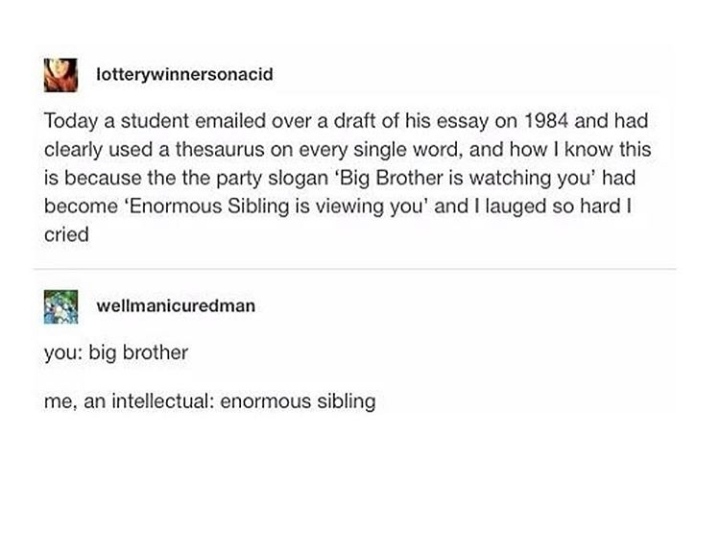 lotterywinnersonacid
Today a student emailed over a draft of his essay on 1984 and had
clearly used a thesaurus on every single word, and how I know this
is because the the party slogan ‘Big Brother is watching you’ had
become ‘Enormous Sibling is viewing you’ and I lauged so hard I
cried
wellmanicuredman
you: big brother
me, an intellectual: enormous sibling